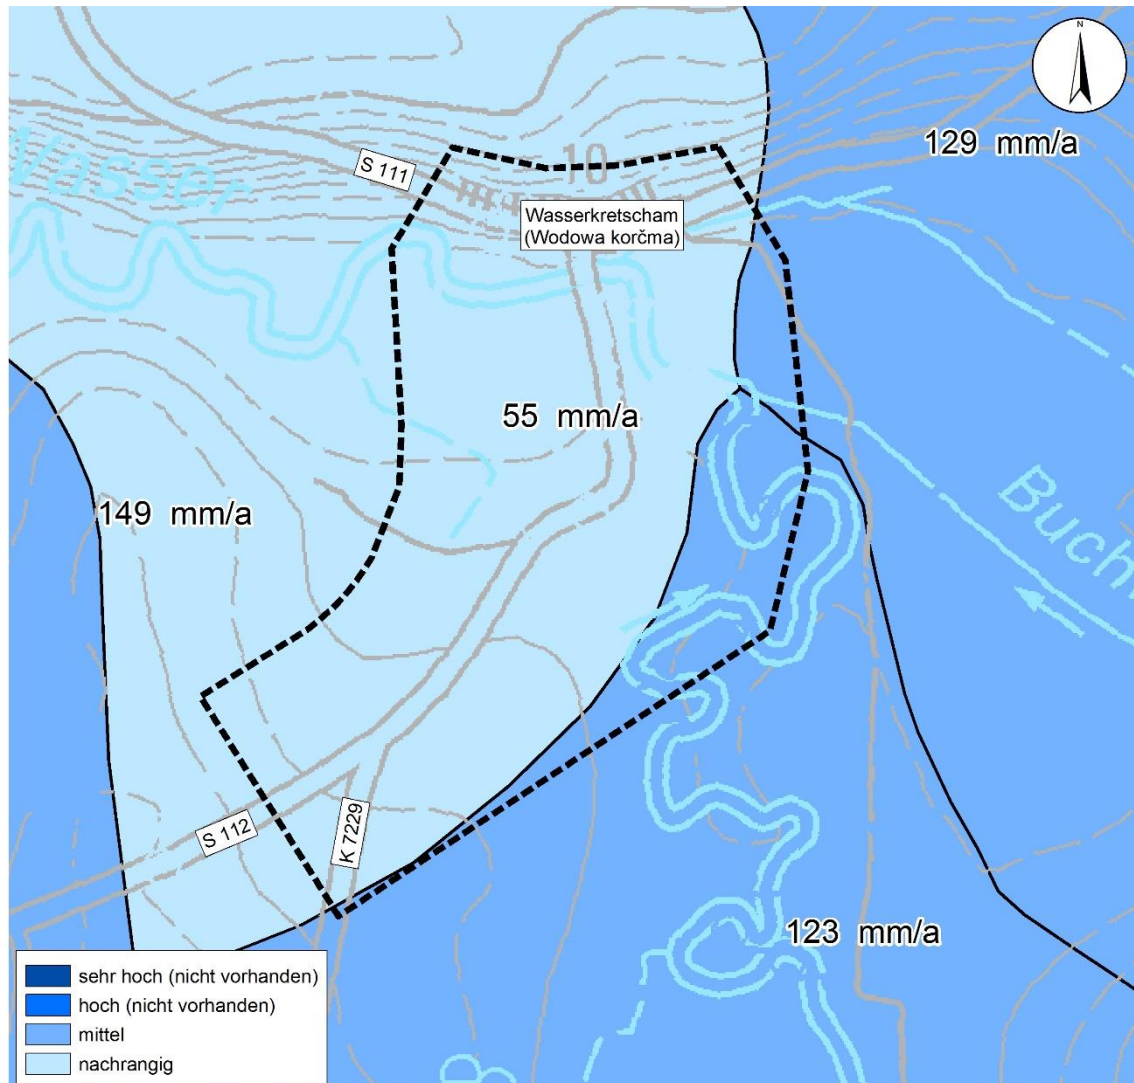 N
129 mm/a
10
S 111
Wasser
Wasserkretscham
(Wodowa korčma)
55 mm/a
149 mm/a
Buch
S 112
K 7229
123 mm/a
sehr hoch (nicht vorhanden)
hoch (nicht vorhanden)
mittel
nachrangig